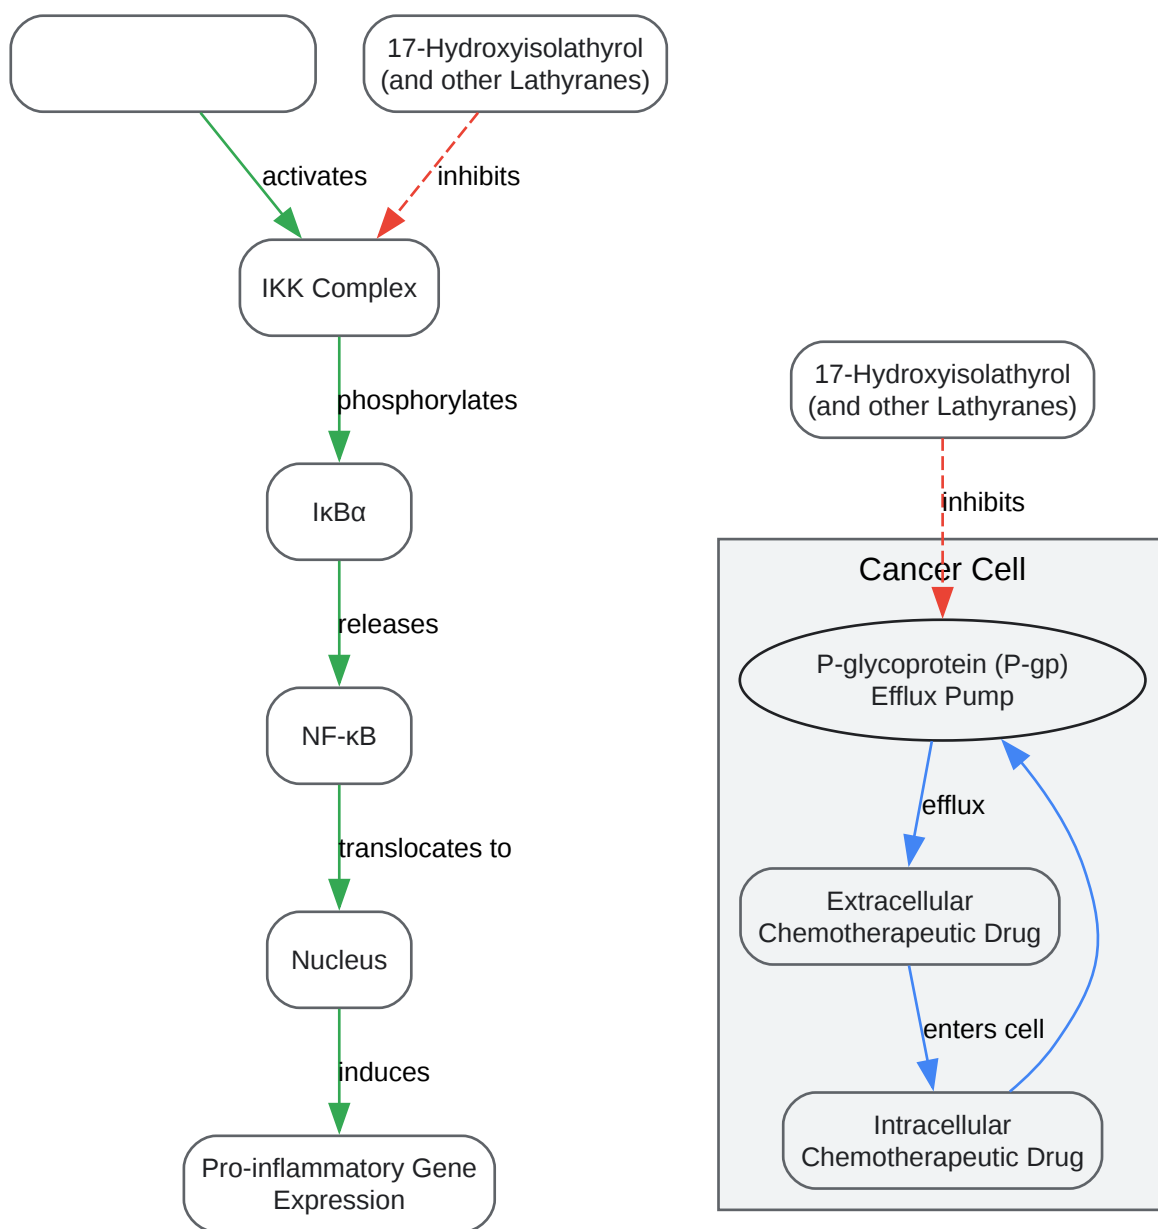 17-Hydroxyisolathyrol
(and other Lathyranes)
activates
inhibits
IKK Complex
phosphorylates
IκBα
releases
NF-κB
translocates to
Nucleus
induces
Pro-inflammatory Gene
Expression
17-Hydroxyisolathyrol
(and other Lathyranes)
inhibits
Cancer Cell
P-glycoprotein (P-gp)
Efflux Pump
efflux
Extracellular
Chemotherapeutic Drug
enters cell
Intracellular
Chemotherapeutic Drug